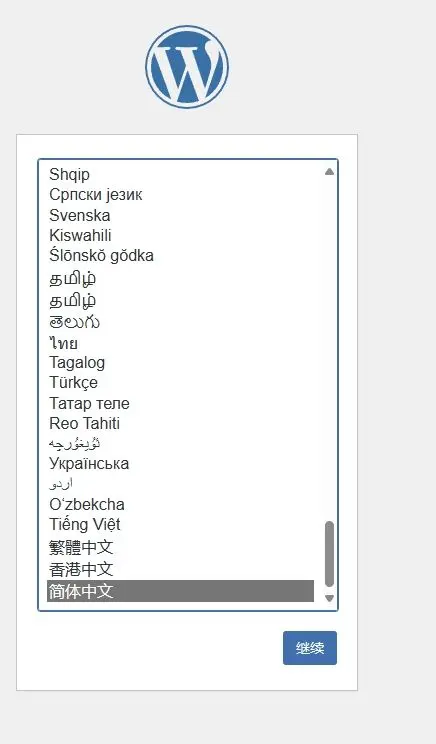 Shqip
Српски језик
Svenska
Kiswahili
Ślōnskŏ gŏdka
தமிழ்
தமிழ்
తెలుగు
ไทย
Tagalog
Türkçe
Татар теле
Reo Tahiti
ئۇيغۇرچە
Українська
اردو
O‘zbekcha
Tiếng Việt
繁體中文
香港中文
简体中文
继续